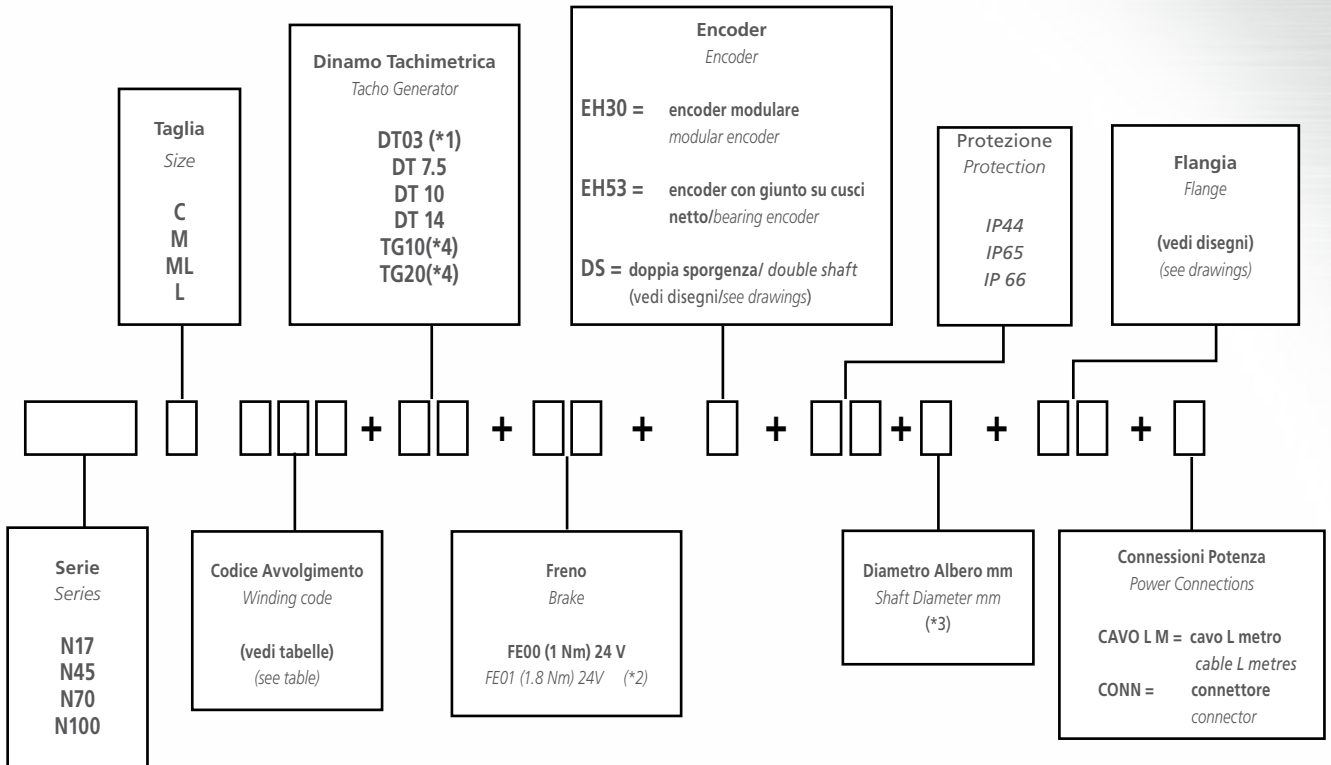 Taglia
Size
C
M
ML
L
Dinamo Tachimetrica
Tacho Generator
DT03 (*1)
DT 7.5
DT 10
DT 14
TG10(*4)
TG20(*4)
Encoder
Encoder
EH30 = encoder modulare
modular encoder
EH53 = encoder con giunto su cusci
netto/bearing encoder
DS = doppia sporgenza/ double shaft
(vedi disegni/see drawings)
Protezione
Protection
IP44
IP65
IP 66
Flangia
Flange
(vedi disegni)
(see drawings)
+ + + + + + +
Serie
Series
N17
N45
N70
N100
Codice Avvolgimento
Winding code
(vedi tabelle)
(see table)
Freno
Brake
FE00 (1 Nm) 24 V
FE01 (1.8 Nm) 24V (*2)
Diametro Albero mm
Shaft Diameter mm
(*3)
Connessioni Potenza
Power Connections
CAVO L M = cavo L metro
cable L metres
CONN = connettore
connector